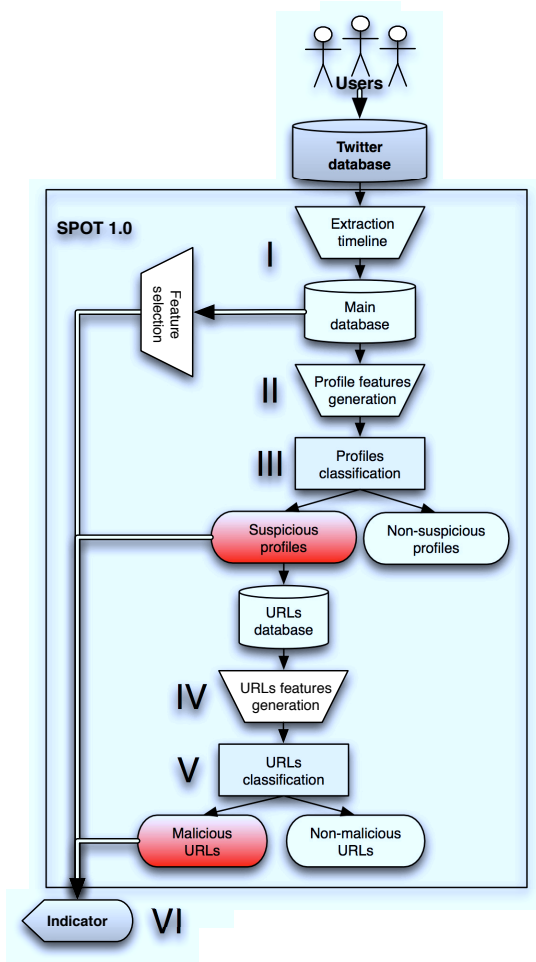 Users
Twitter
database
SPOT 1.0
Extraction
timeline
I
Feature
selection
Main
database
II
Profile features
generation
III
Profiles
classification
Suspicious
profiles
Non-suspicious
profiles
URLs
database
IV
URLs features
generation
V
URLs
classification
Malicious
URLs
Non-malicious
URLs
Indicator
VI